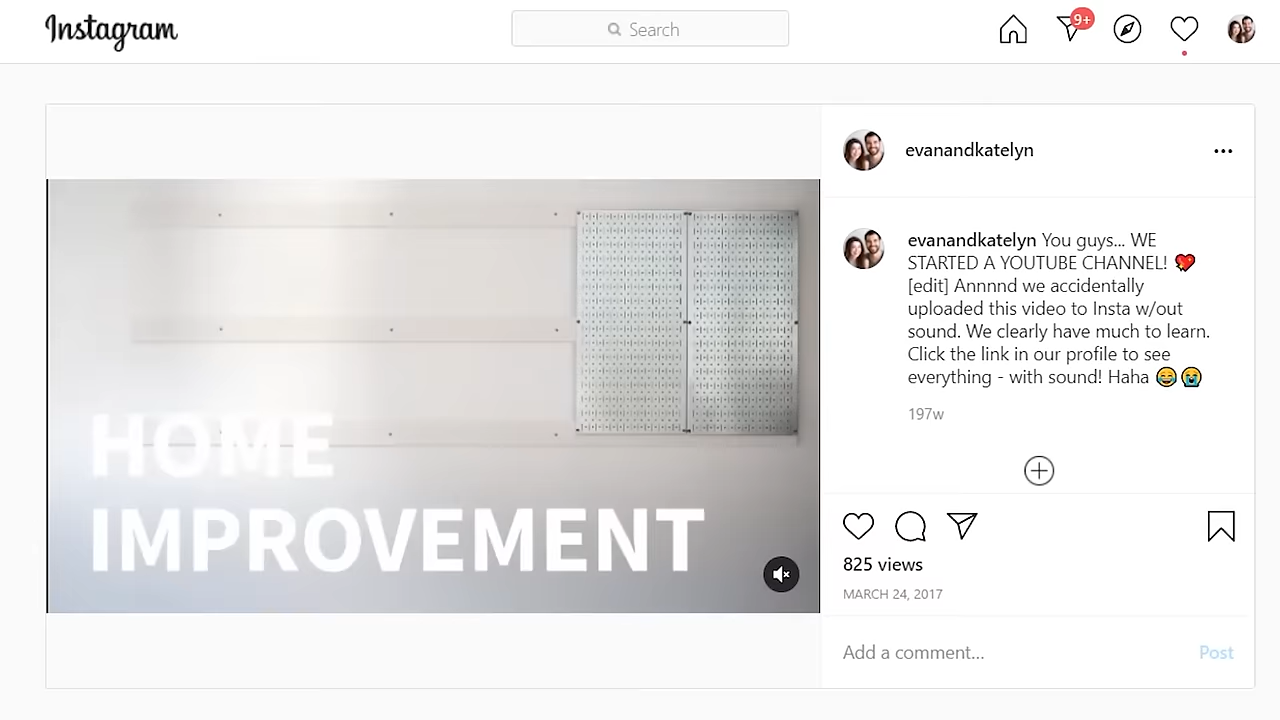 Instagram
Search
9+
evanandkatelyn
HOME
IMPROVEMENT
evanandkatelyn You guys... WE
STARTED A YOUTUBE CHANNEL! 💖
[edit] Annnnd we accidentally
uploaded this video to Insta w/out
sound. We clearly have much to learn.
Click the link in our profile to see
everything - with sound! Haha 😂😭
197w
825 views
MARCH 24, 2017
Add a comment...
Post